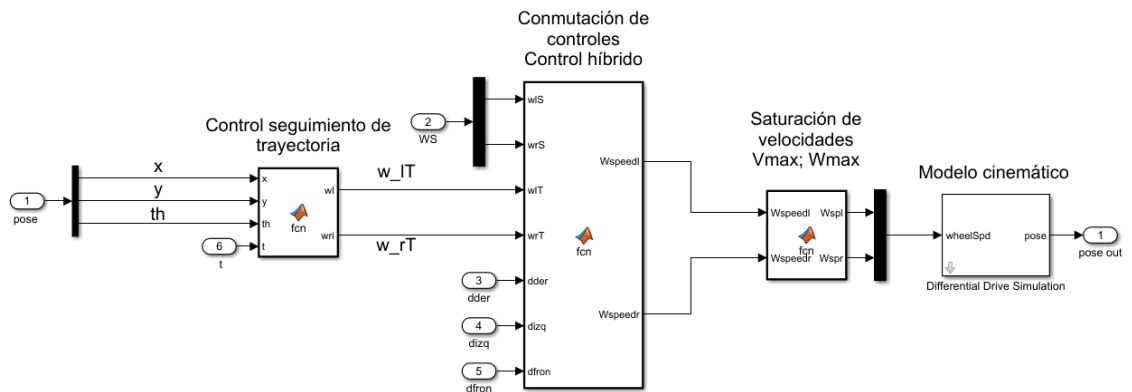 Conmutación de
controles
Control híbrido
Control seguimiento de
trayectoria
Saturación de
velocidades
Vmax; Wmax
Modelo cinemático
1
pose
x
y
th
6
t
x
y
th
t
fcn
wl
wri
w_lT
w_rT
2
WS
3
dder
4
dizq
5
dfron
wlS
wrS
wlT
wrT
dder
dizq
dfron
fcn
Wspeedl
Wspeedr
Wspeedl
Wspeedr
fcn
Wspl
Wspr
wheelSpd
pose
Differential Drive Simulation
1
pose out